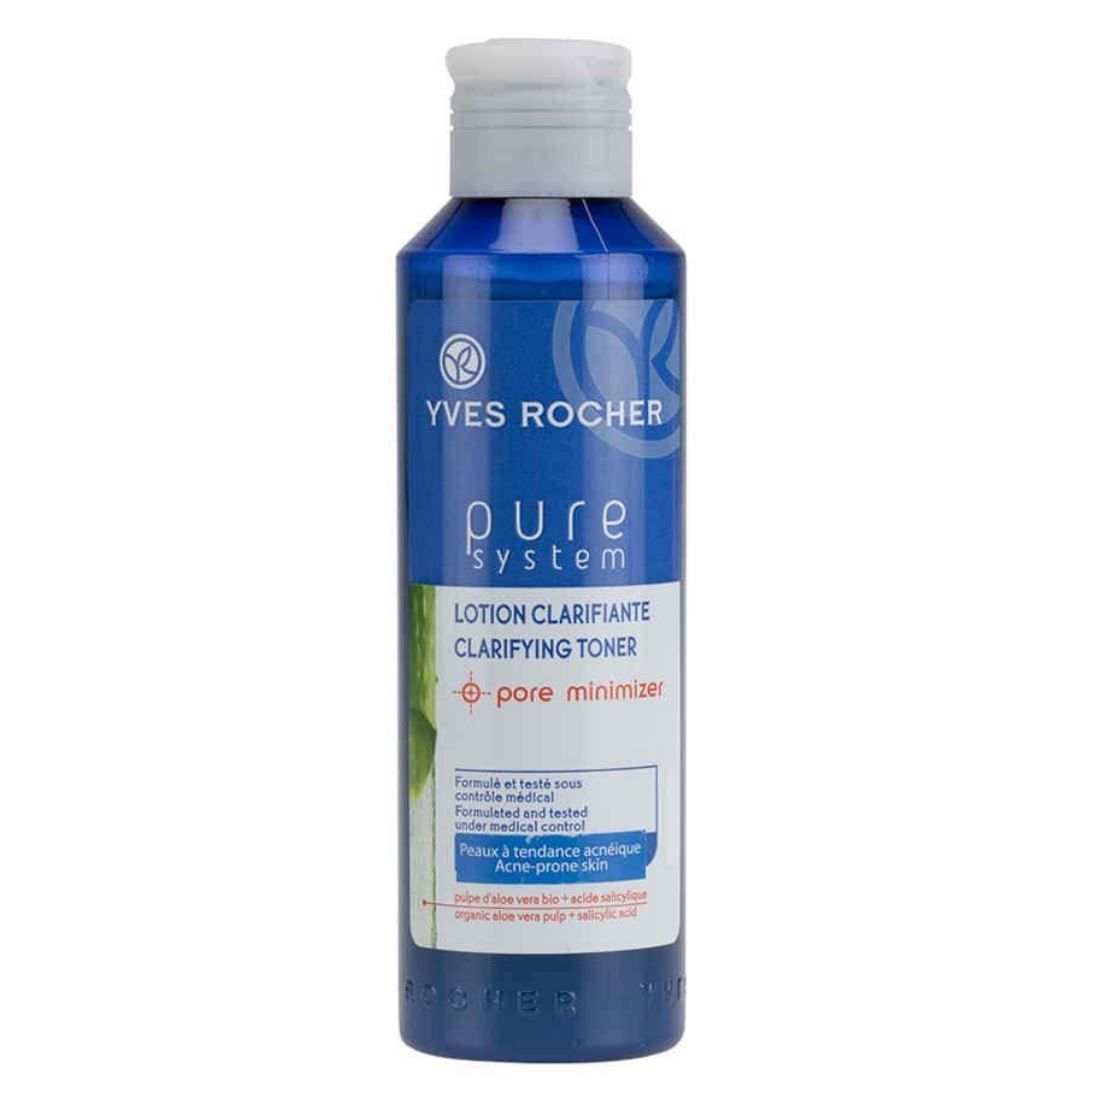 YVES ROCHER
pure
system
LOTION CLARIFIANTE
CLARIFYING TONER
pore minimizer
Formulé et testé sous
contrôle médical
Formulated and tested
under medical control
Peaux à tendance acnéique
Acne-prone skin
pulpe d'aloe vera bio + acide salicylique
organic aloe vera pulp + salicylic acid
ROCHER YVES